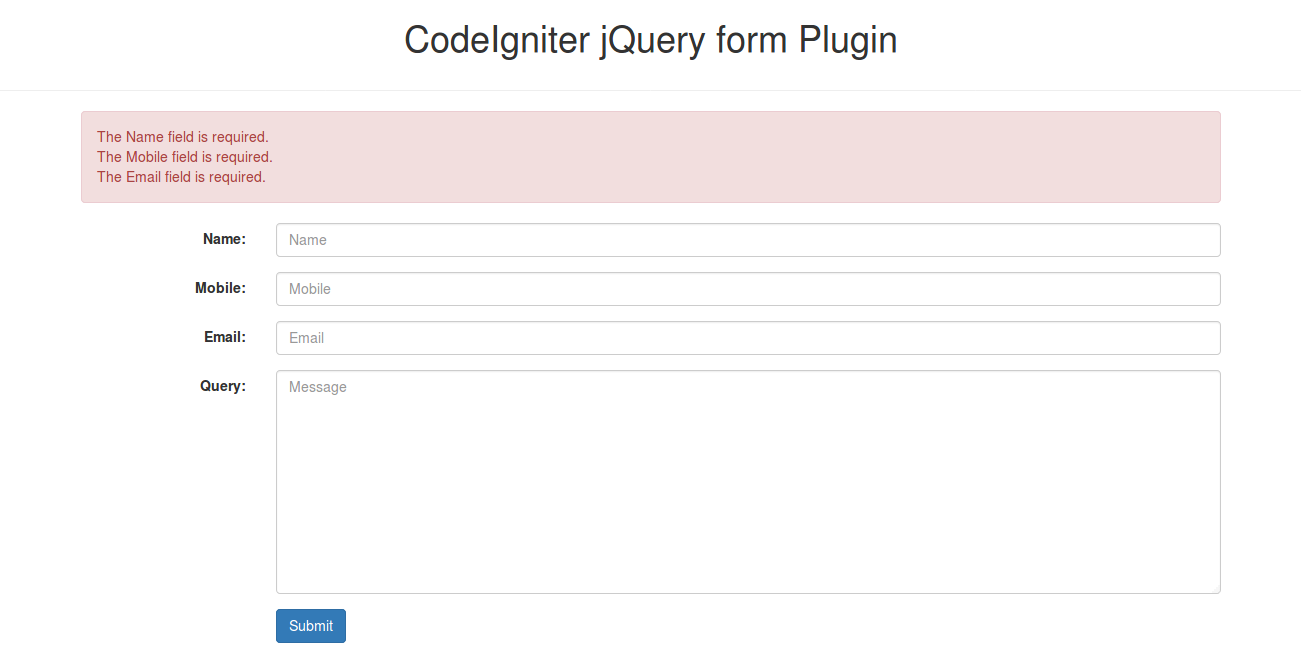 CodeIgniter jQuery form Plugin
The Name field is required.
The Mobile field is required.
The Email field is required.
Name: Name
Mobile: Mobile
Email: Email
Query: Message
Submit